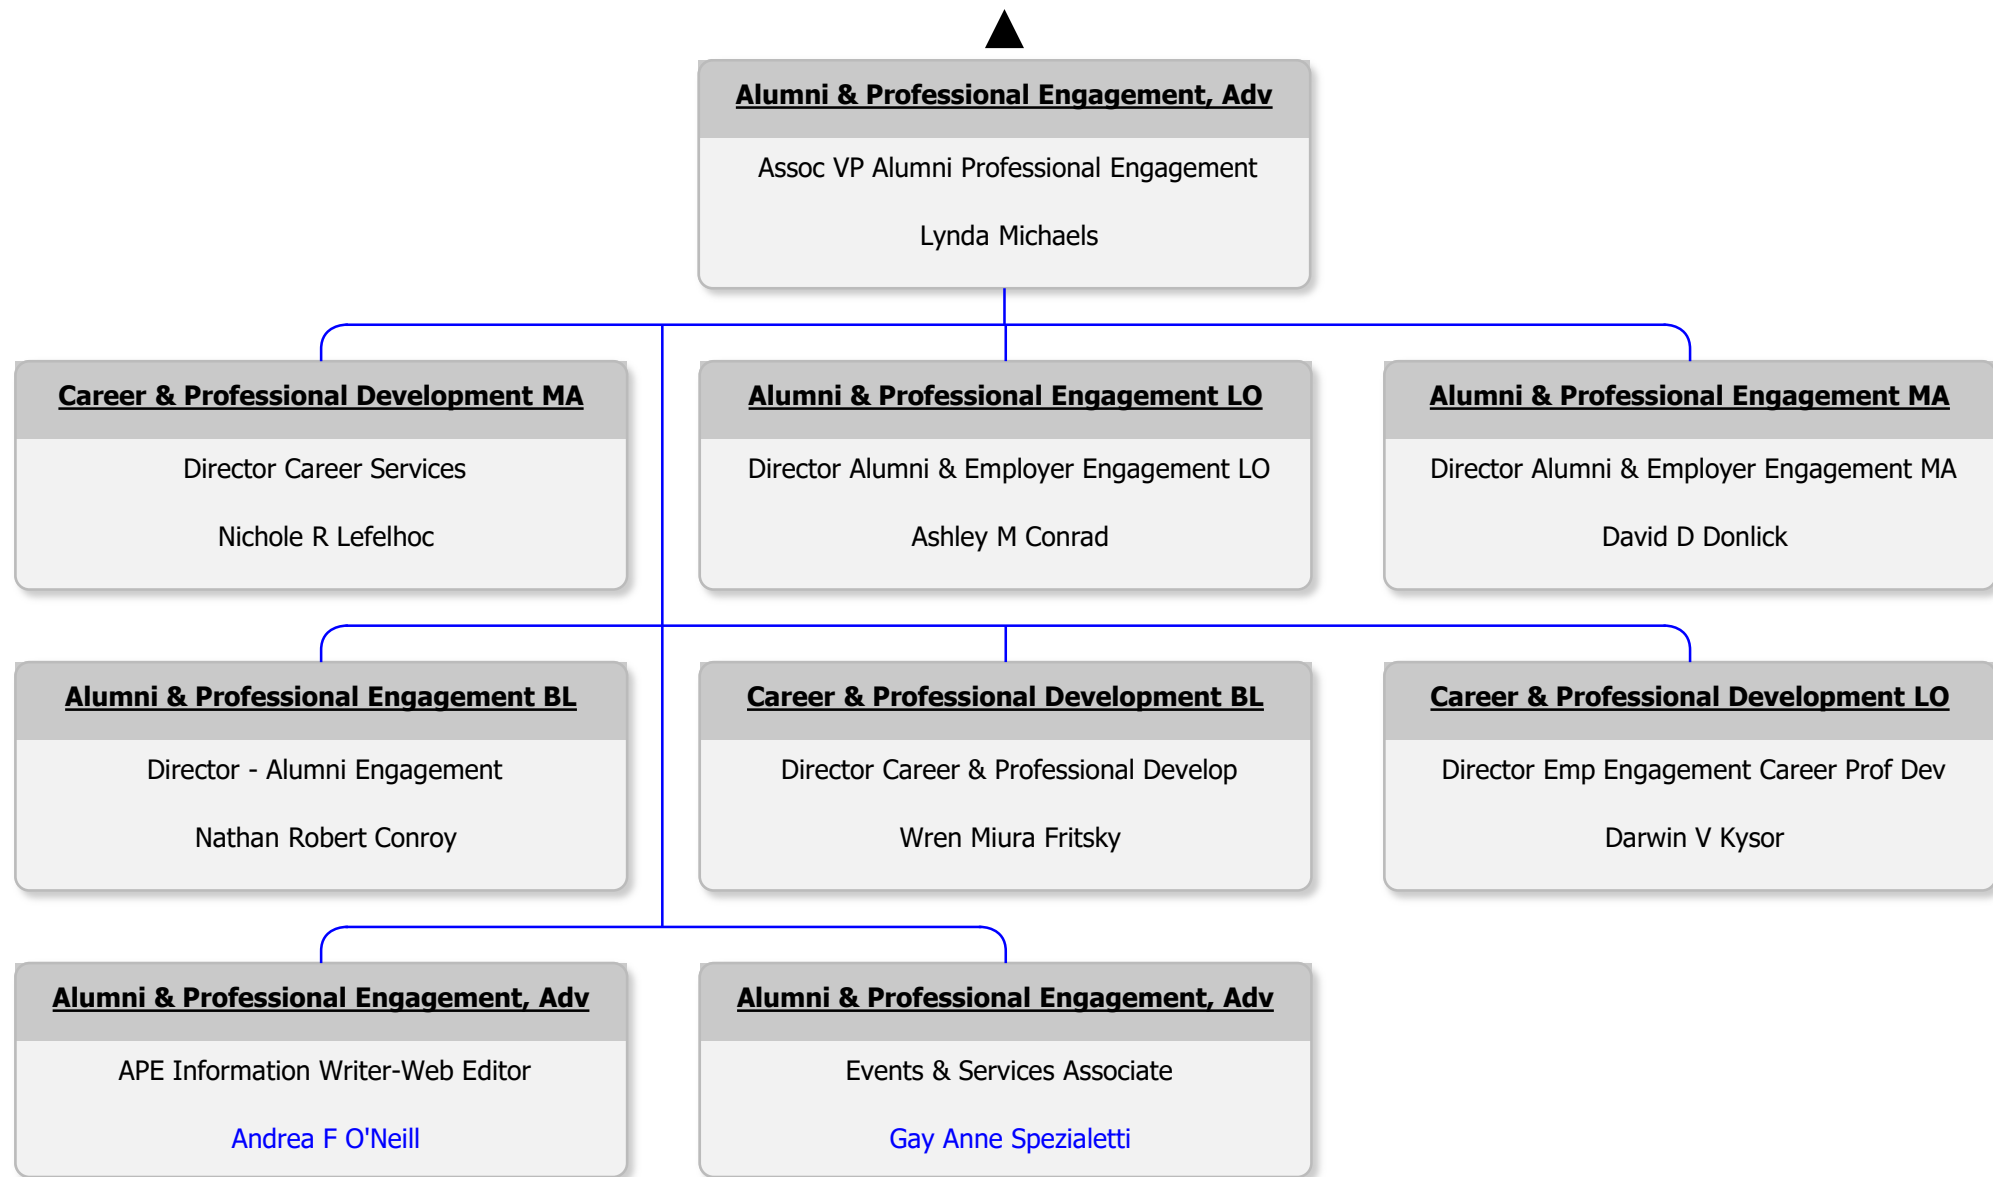 Alumni & Professional Engagement, Adv
Assoc VP Alumni Professional Engagement
Lynda Michaels
Career & Professional Development MA
Director Career Services
Nichole R Lefelhoc
Alumni & Professional Engagement LO
Director Alumni & Employer Engagement LO
Ashley M Conrad
Alumni & Professional Engagement MA
Director Alumni & Employer Engagement MA
David D Donlick
Alumni & Professional Engagement BL
Director - Alumni Engagement
Nathan Robert Conroy
Career & Professional Development BL
Director Career & Professional Develop
Wren Miura Fritsky
Career & Professional Development LO
Director Emp Engagement Career Prof Dev
Darwin V Kysor
Alumni & Professional Engagement, Adv
APE Information Writer-Web Editor
Andrea F O'Neill
Alumni & Professional Engagement, Adv
Events & Services Associate
Gay Anne Spezialetti